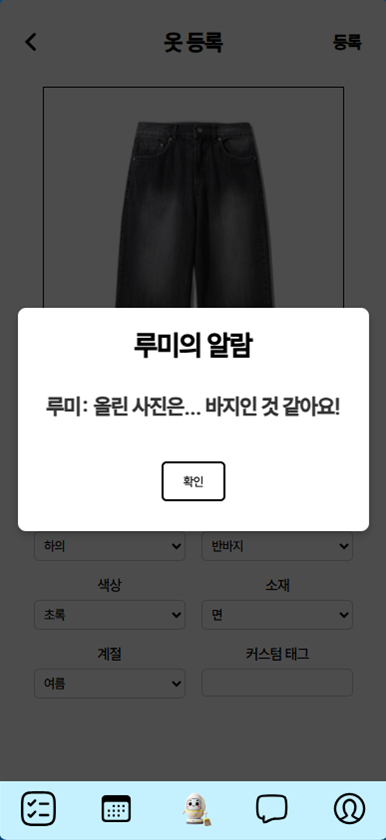 옷 등록
등록
루미의 알람
루미: 올린 사진은... 바지인 것 같아요!
확인
하의
반바지
색상
소재
초록
면
계절
커스텀 태그
여름